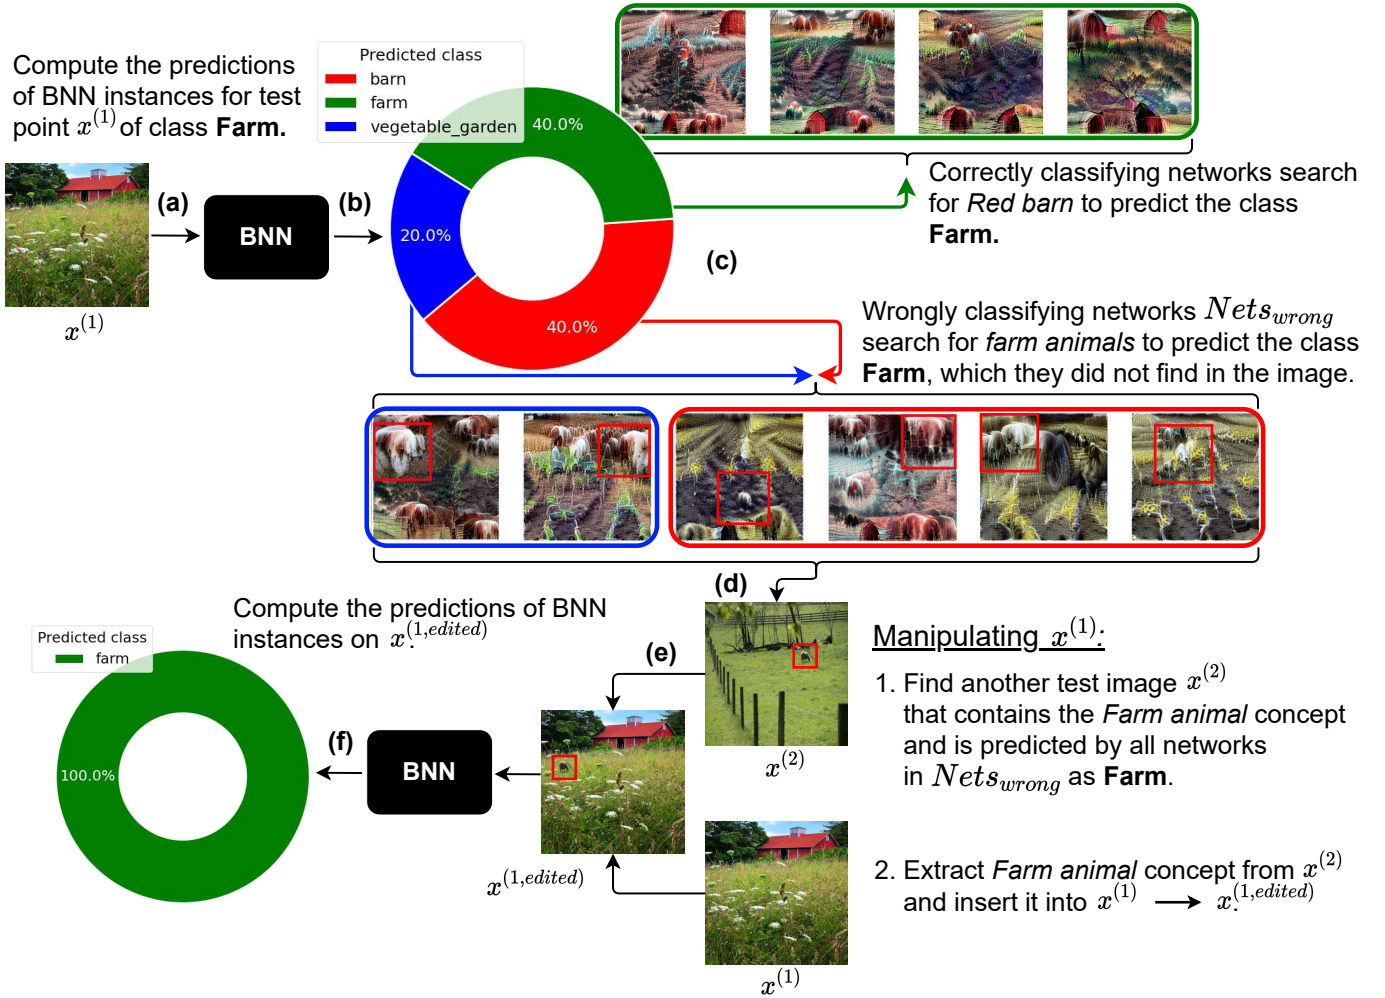 Compute the predictions
of BNN instances for test
point x^(1) of class Farm.
Predicted class
barn
farm
vegetable_garden
40.0%
20.0%
40.0%
(a)
BNN
(b)
x^(1)
(c)
Correctly classifying networks search
for Red barn to predict the class
Farm.
Wrongly classifying networks Nets_wrong
search for farm animals to predict the class
Farm, which they did not find in the image.
(d)
Compute the predictions of BNN
instances on x^(1,edited).
Predicted class
farm
100.0%
(e)
(f)
BNN
x^(1,edited)
x^(2)
x^(1)
Manipulating x^(1):
1. Find another test image x^(2)
that contains the Farm animal concept
and is predicted by all networks
in Nets_wrong as Farm.
2. Extract Farm animal concept from x^(2)
and insert it into x^(1) → x^(1,edited).